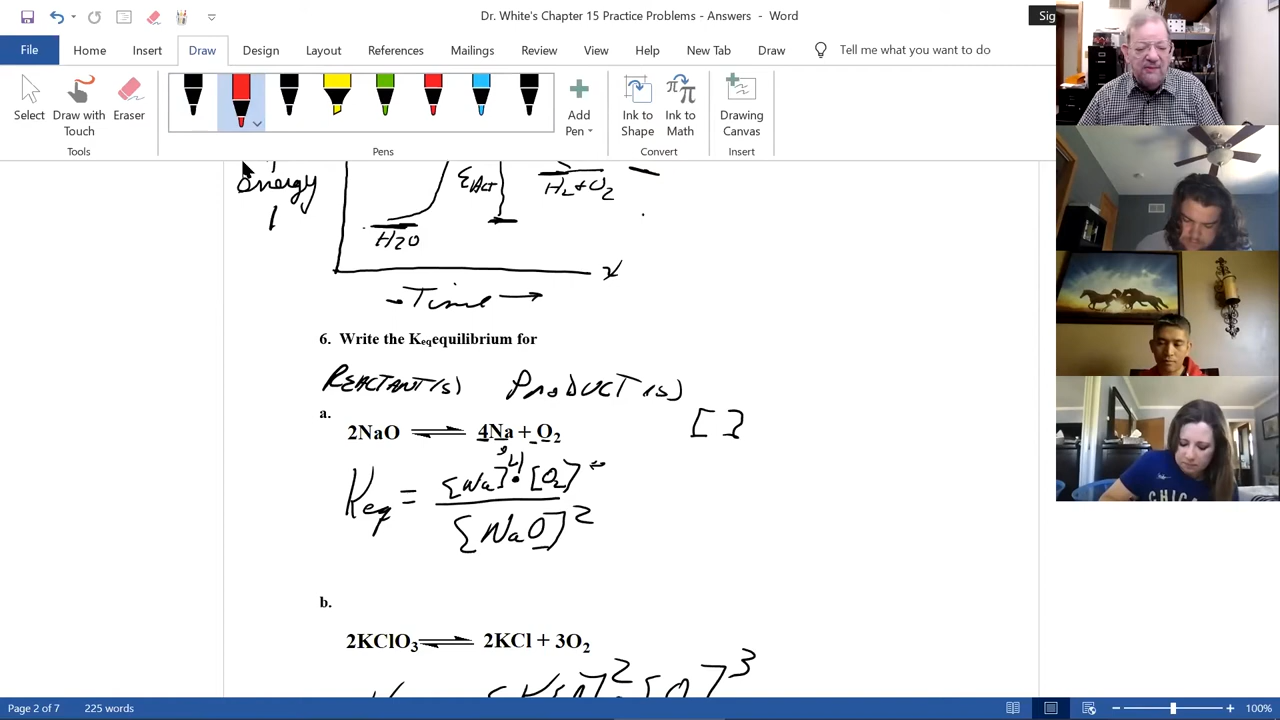 Dr. White's Chapter 15 Practice Problems - Answers - Word
Sig
File Home Insert Draw Design Layout References Mailings Review View Help New Tab Draw Tell me what you want to do
Select Draw with Touch Eraser Add Pen Ink to Shape Ink to Math Drawing Canvas
Tools Pens Convert Insert
Energy
EAct
H2+O2
H2O
Time
6. Write the Keqequilibrium for
REACTANT(s) PRODUCT(s)
a.
2NaO ⇌ 4Na + O2
[ ]
Keq = [Na]⁴ • [O2]
[NaO]²
b.
2KClO3 ⇌ 2KCl + 3O2
CHIC
Page 2 of 7 225 words 100%